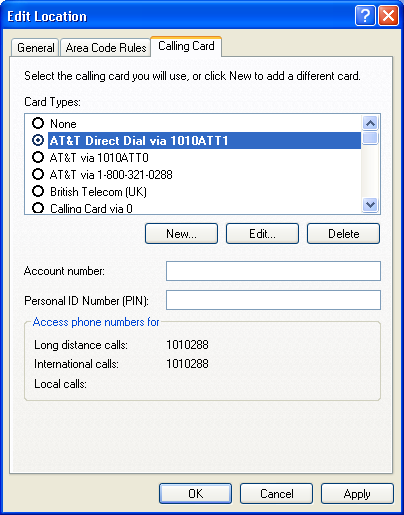 Edit Location
General
Area Code Rules
Calling Card
Select the calling card you will use, or click New to add a different card.
Card Types:
None
AT&T Direct Dial via 1010ATT1
AT&T via 1010ATT0
AT&T via 1-800-321-0288
British Telecom (UK)
Calling Card via 0
New...
Edit...
Delete
Account number:
Personal ID Number (PIN):
Access phone numbers for
Long distance calls: 1010288
International calls: 1010288
Local calls:
OK
Cancel
Apply